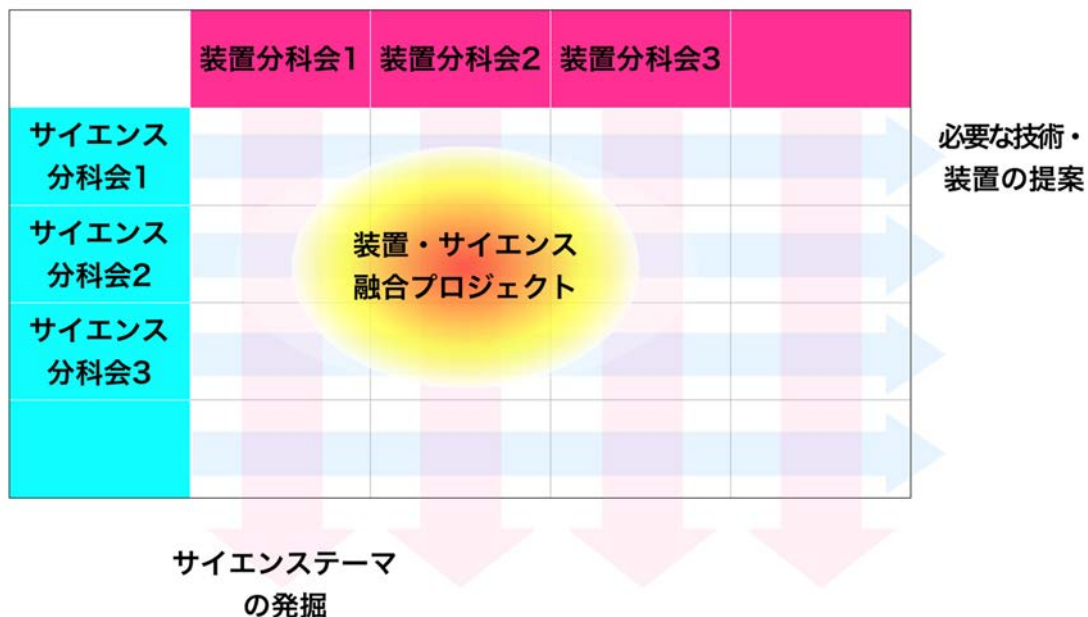 装置分科会1 装置分科会2 装置分科会3
サイエンス
分科会1
必要な技術・
装置の提案
サイエンス
分科会2
装置・サイエンス
融合プロジェクト
サイエンス
分科会3
サイエンステーマ
の発掘